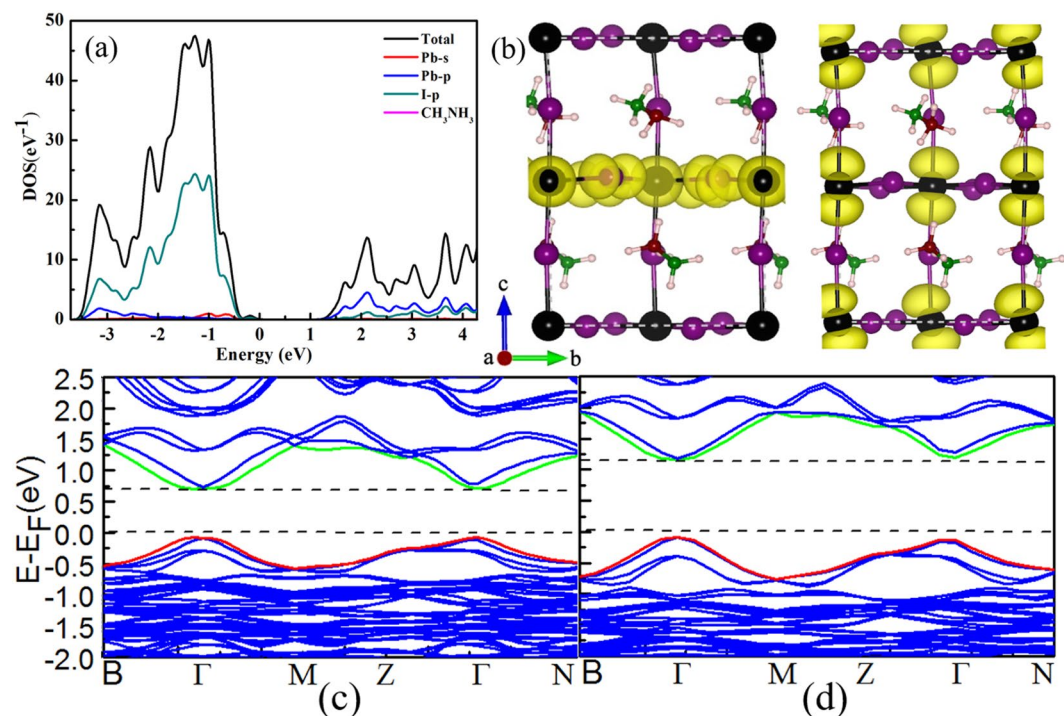 50
40
30
20
10
0
DOS(eV⁻¹)
(a)
Total
Pb-s
Pb-p
I-p
CH₃NH₃
-3 -2 -1 0 1 2 3 4
Energy (eV)
(b)
c
a
b
2.5
2.0
1.5
1.0
0.5
0.0
-0.5
-1.0
-1.5
-2.0
E-E_F(eV)
B Γ M Z Γ N
(c)
B Γ M Z Γ N
(d)